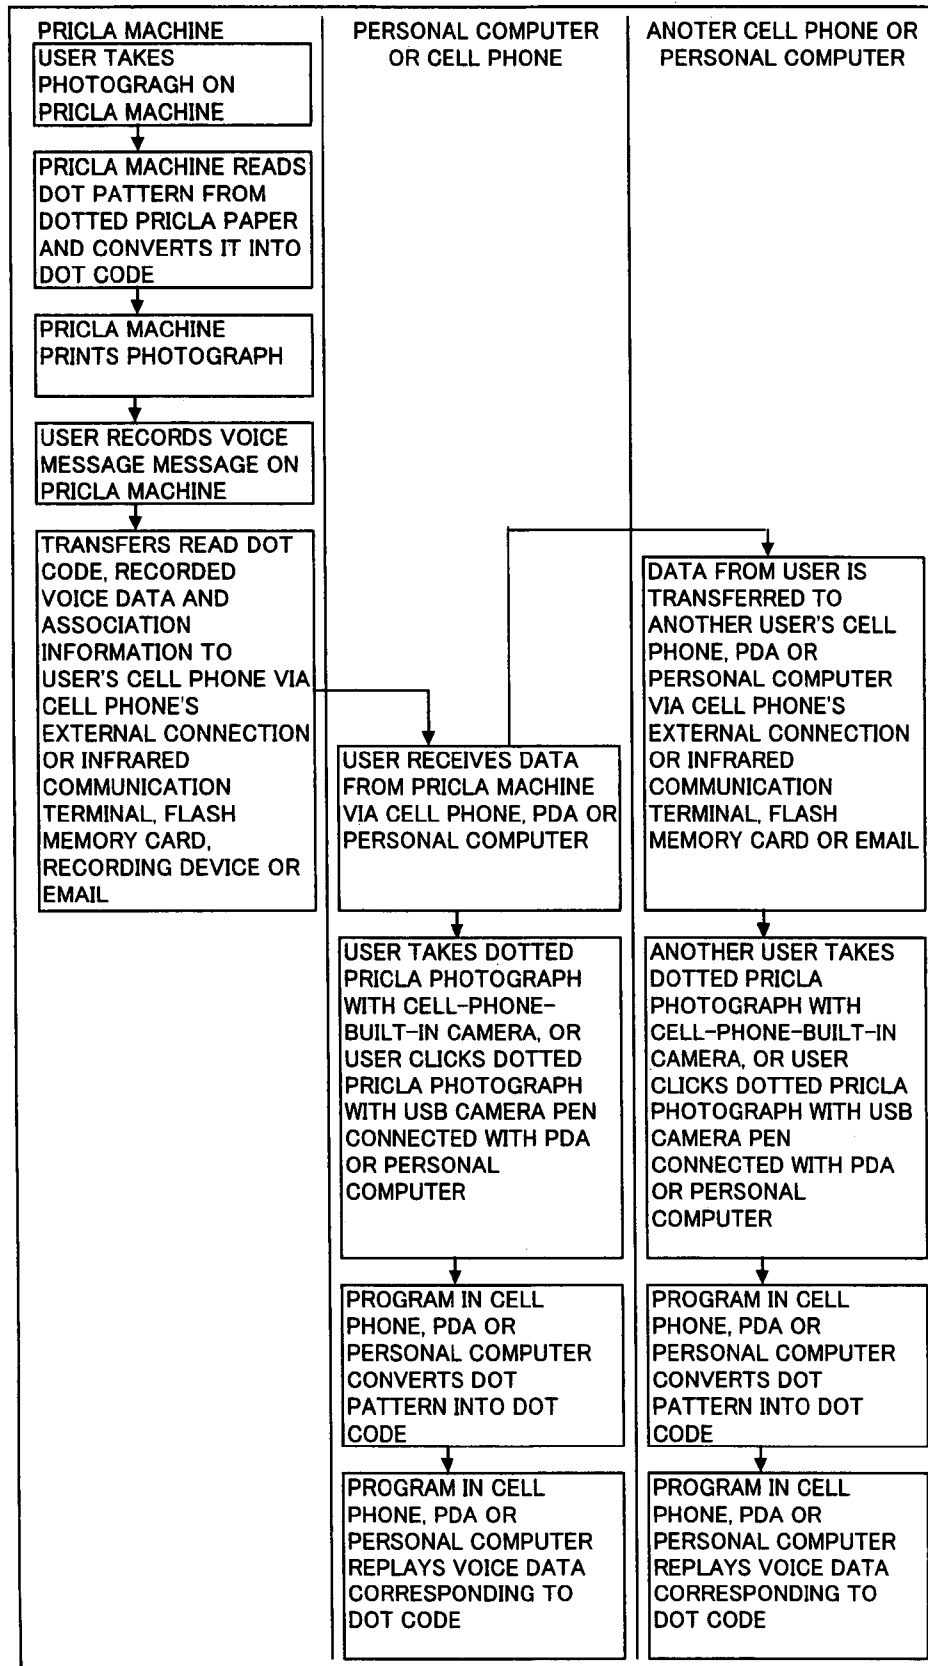 PRICLA MACHINE
USER TAKES
PHOTOGRAGH ON
PRICLA MACHINE
PRICLA MACHINE READS
DOT PATTERN FROM
DOTTED PRICLA PAPER
AND CONVERTS IT INTO
DOT CODE
PRICLA MACHINE
PRINTS PHOTOGRAPH
USER RECORDS VOICE
MESSAGE MESSAGE ON
PRICLA MACHINE
TRANSFERS READ DOT
CODE, RECORDED
VOICE DATA AND
ASSOCIATION
INFORMATION TO
USER'S CELL PHONE VIA
CELL PHONE'S
EXTERNAL CONNECTION
OR INFRARED
COMMUNICATION
TERMINAL, FLASH
MEMORY CARD,
RECORDING DEVICE OR
EMAIL
PERSONAL COMPUTER
OR CELL PHONE
USER RECEIVES DATA
FROM PRICLA MACHINE
VIA CELL PHONE, PDA OR
PERSONAL COMPUTER
USER TAKES DOTTED
PRICLA PHOTOGRAPH
WITH CELL-PHONE-
BUILT-IN CAMERA, OR
USER CLICKS DOTTED
PRICLA PHOTOGRAPH
WITH USB CAMERA PEN
CONNECTED WITH PDA
OR PERSONAL
COMPUTER
PROGRAM IN CELL
PHONE, PDA OR
PERSONAL COMPUTER
CONVERTS DOT
PATTERN INTO DOT
CODE
PROGRAM IN CELL
PHONE, PDA OR
PERSONAL COMPUTER
REPLAYS VOICE DATA
CORRESPONDING TO
DOT CODE
ANOTER CELL PHONE OR
PERSONAL COMPUTER
DATA FROM USER IS
TRANSFERRED TO
ANOTHER USER'S CELL
PHONE, PDA OR
PERSONAL COMPUTER
VIA CELL PHONE'S
EXTERNAL CONNECTION
OR INFRARED
COMMUNICATION
TERMINAL, FLASH
MEMORY CARD OR EMAIL
ANOTHER USER TAKES
DOTTED PRICLA
PHOTOGRAPH WITH
CELL-PHONE-BUILT-IN
CAMERA, OR USER
CLICKS DOTTED PRICLA
PHOTOGRAPH WITH USB
CAMERA PEN
CONNECTED WITH PDA
OR PERSONAL
COMPUTER
PROGRAM IN CELL
PHONE, PDA OR
PERSONAL COMPUTER
CONVERTS DOT
PATTERN INTO DOT
CODE
PROGRAM IN CELL
PHONE, PDA OR
PERSONAL COMPUTER
REPLAYS VOICE DATA
CORRESPONDING TO
DOT CODE